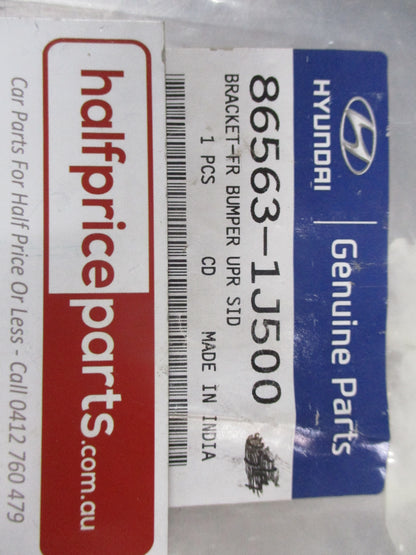 HYUNDAI | Genuine Parts
86563-1J500
BRACKET-FR BUMPER UPR SID
1 PCS CD MADE IN INDIA
halfpriceparts.com.au
Car Parts For Half Price Or Less - Call 0412 760 479